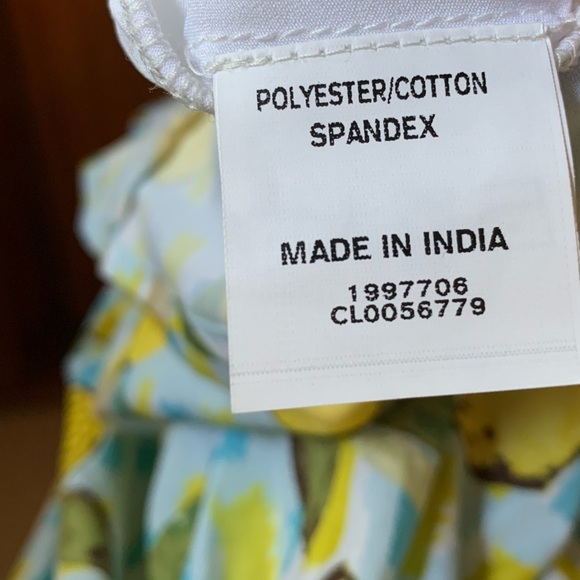 POLYESTER/COTTON
SPANDEX
MADE IN INDIA
1997706
CL0056779